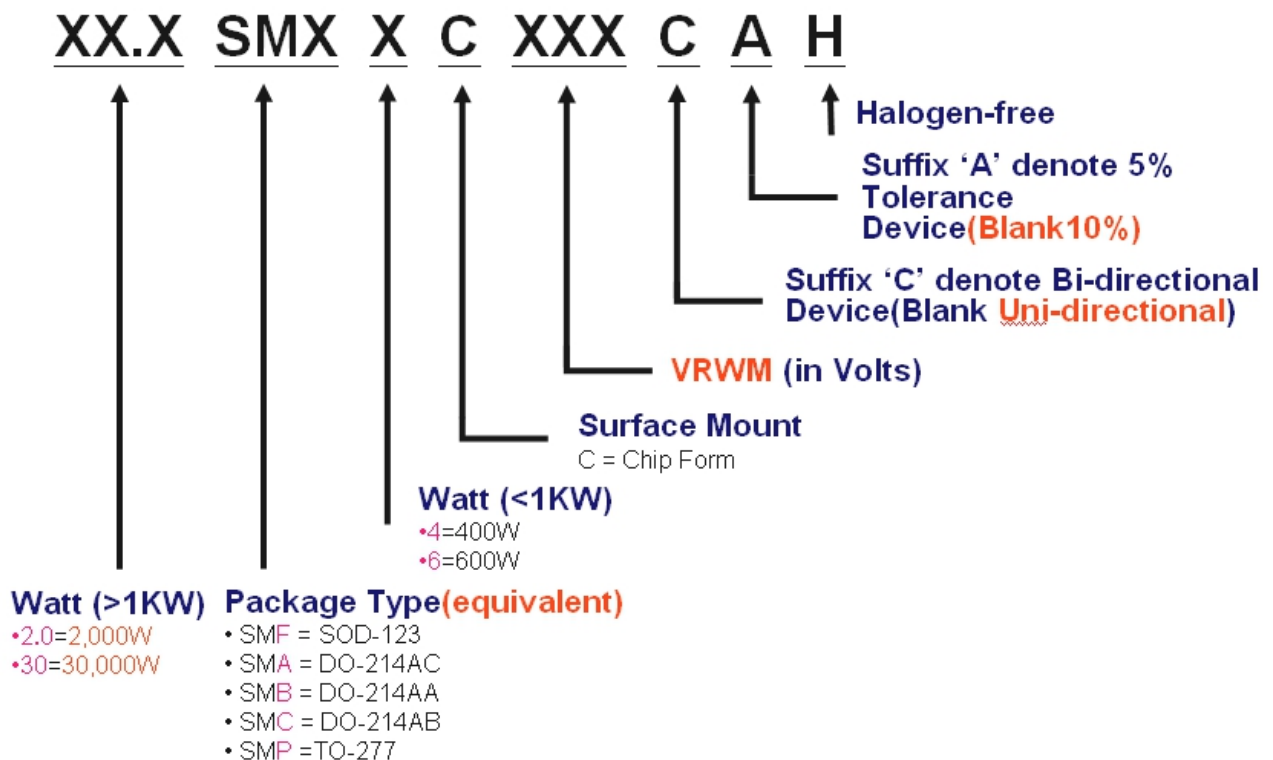 XX.X SMX X C XXX C A H
Halogen-free
Suffix ‘A’ denote 5%
Tolerance
Device(Blank10%)
Suffix ‘C’ denote Bi-directional
Device(Blank Uni-directional)
VRWM (in Volts)
Surface Mount
C = Chip Form
Watt (<1KW)
•4=400W
•6=600W
Watt (>1KW)
•2.0=2,000W
•30=30,000W
Package Type(equivalent)
• SMF = SOD-123
• SMA = DO-214AC
• SMB = DO-214AA
• SMC = DO-214AB
• SMP =TO-277